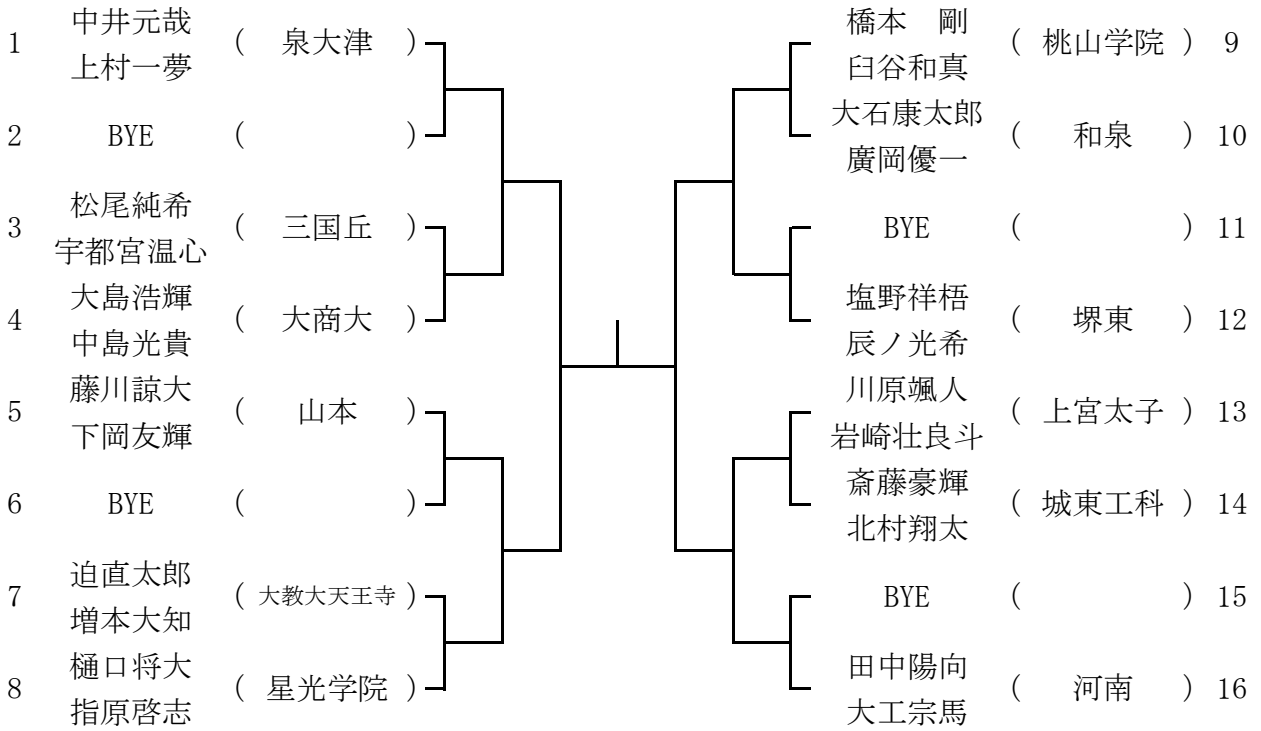 中井元哉
1 ( 泉大津 )
上村一夢
2 BYE ( )
松尾純希
3 ( 三国丘 )
宇都宮温心
大島浩輝
4 ( 大商大 )
中島光貴
藤川諒大
5 ( 山本 )
下岡友輝
6 BYE ( )
迫直太郎
7 ( 大教大天王寺 )
増本大知
樋口将大
8 ( 星光学院 )
指原啓志
橋本　剛
( 桃山学院 ) 9
臼谷和真
大石康太郎
( 和泉 ) 10
廣岡優一
BYE ( ) 11
塩野祥梧
( 堺東 ) 12
辰ノ光希
川原颯人
( 上宮太子 ) 13
岩崎壮良斗
斎藤豪輝
( 城東工科 ) 14
北村翔太
BYE ( ) 15
田中陽向
( 河南 ) 16
大工宗馬